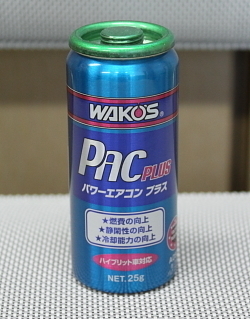 WAKO'S®
PAC PLUS
パワーエアコン プラス
★燃費の向上
★静閑性の向上
★冷却能力の向上
ハイブリット車対応
NET.25g